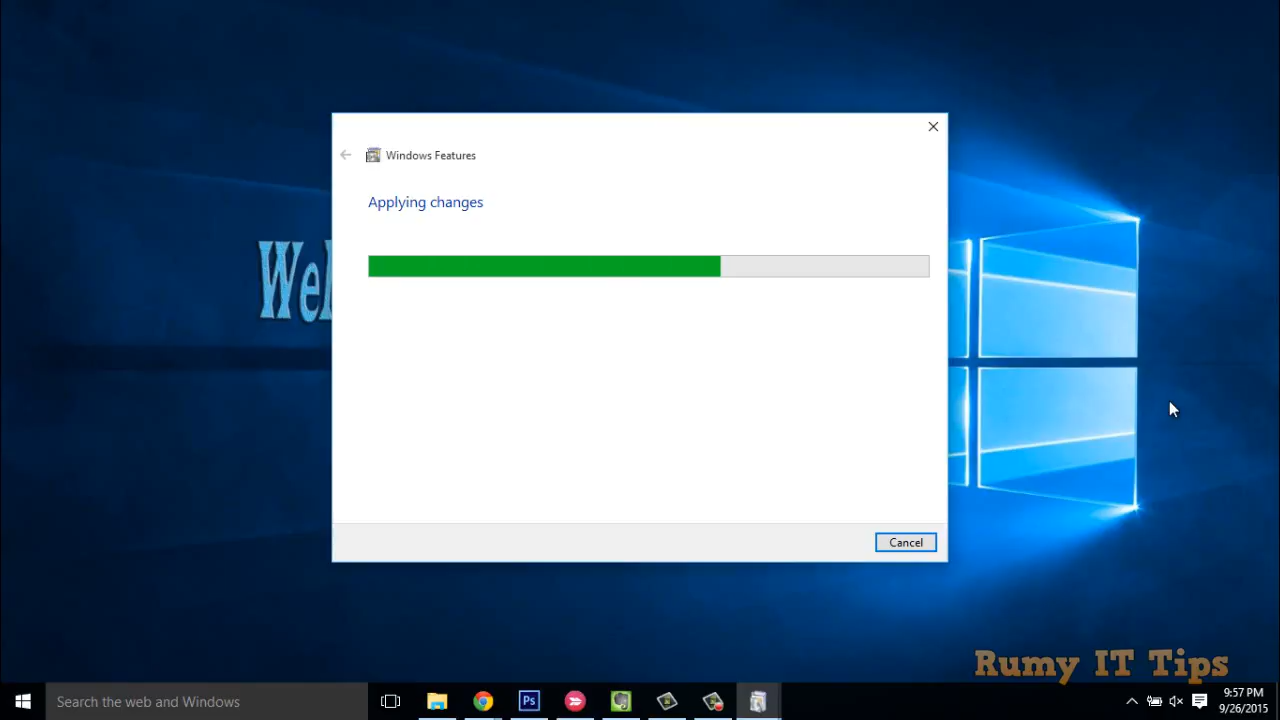 Windows Features
Applying changes
Cancel
Rumy IT Tips
Search the web and Windows
Ps
9:57 PM
9/26/2015